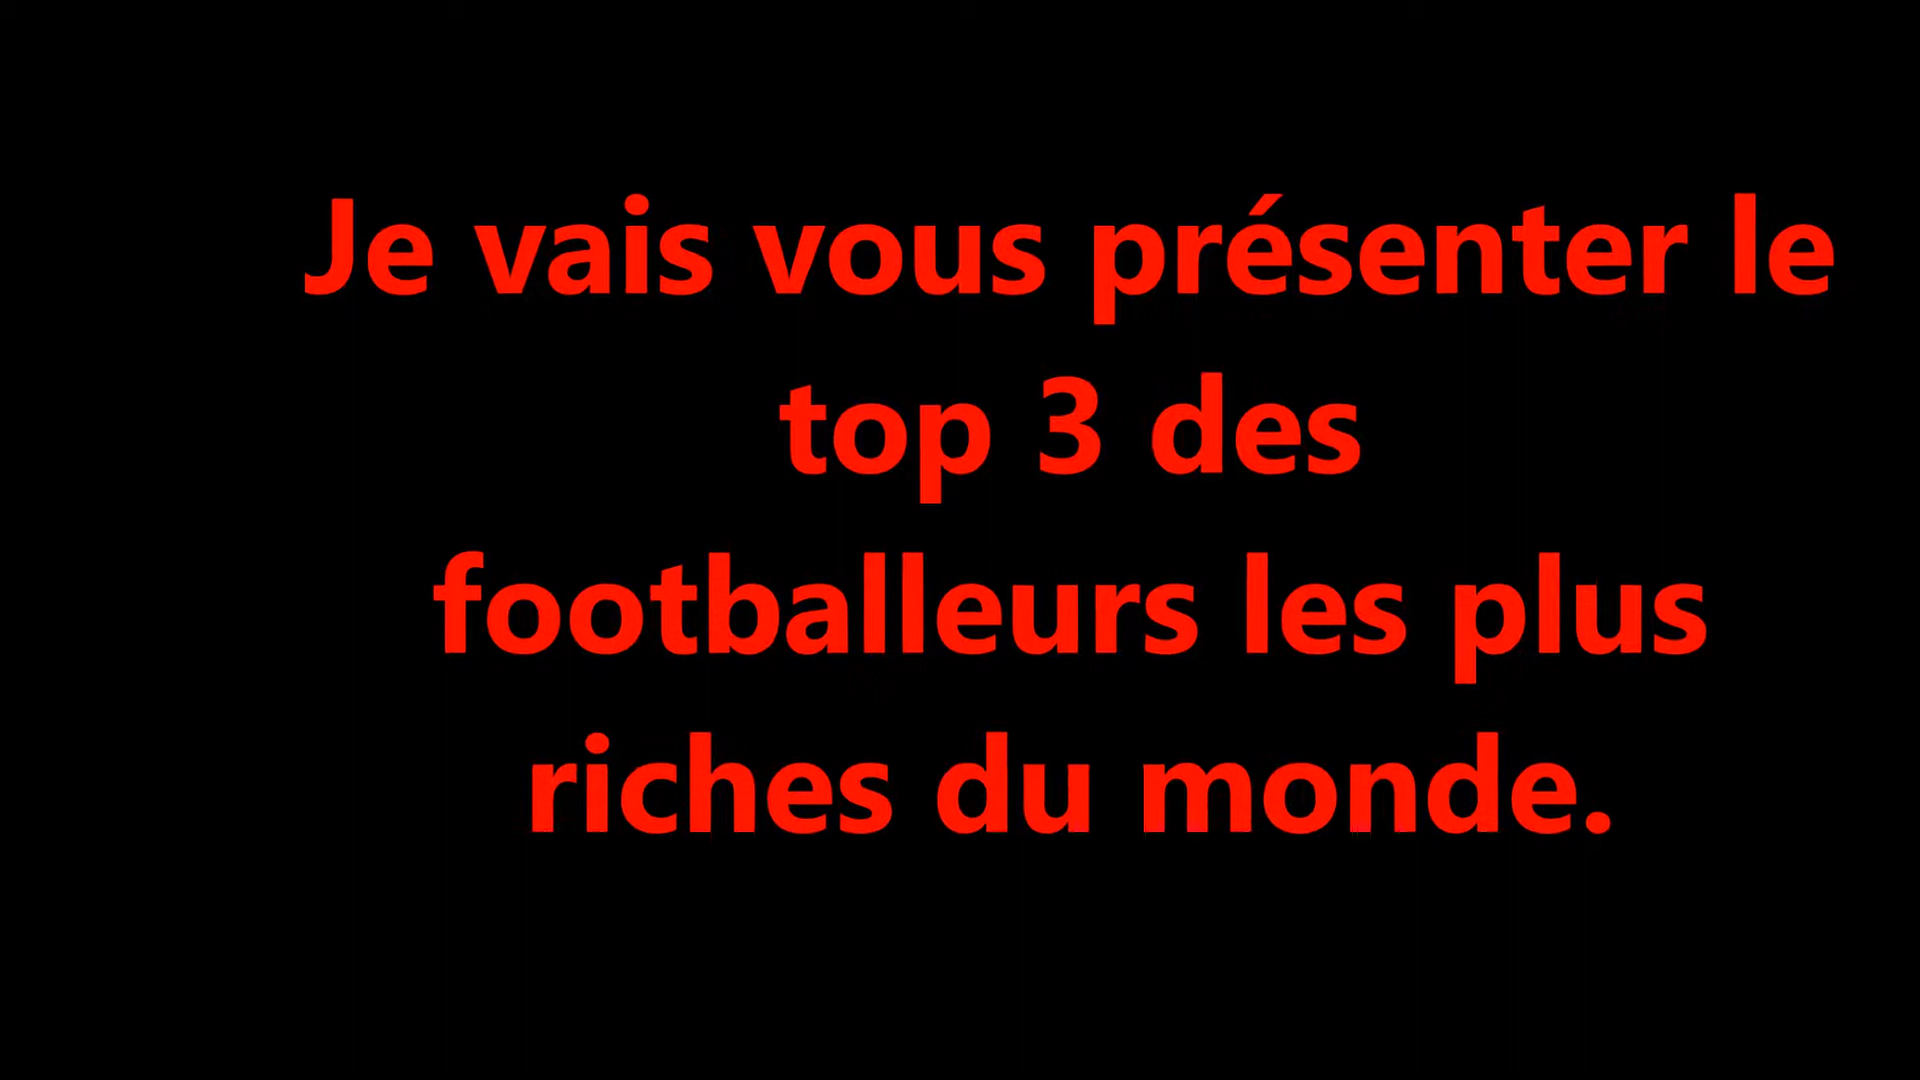 Je vais vous présenter le
top 3 des
footballeurs les plus
riches du monde.